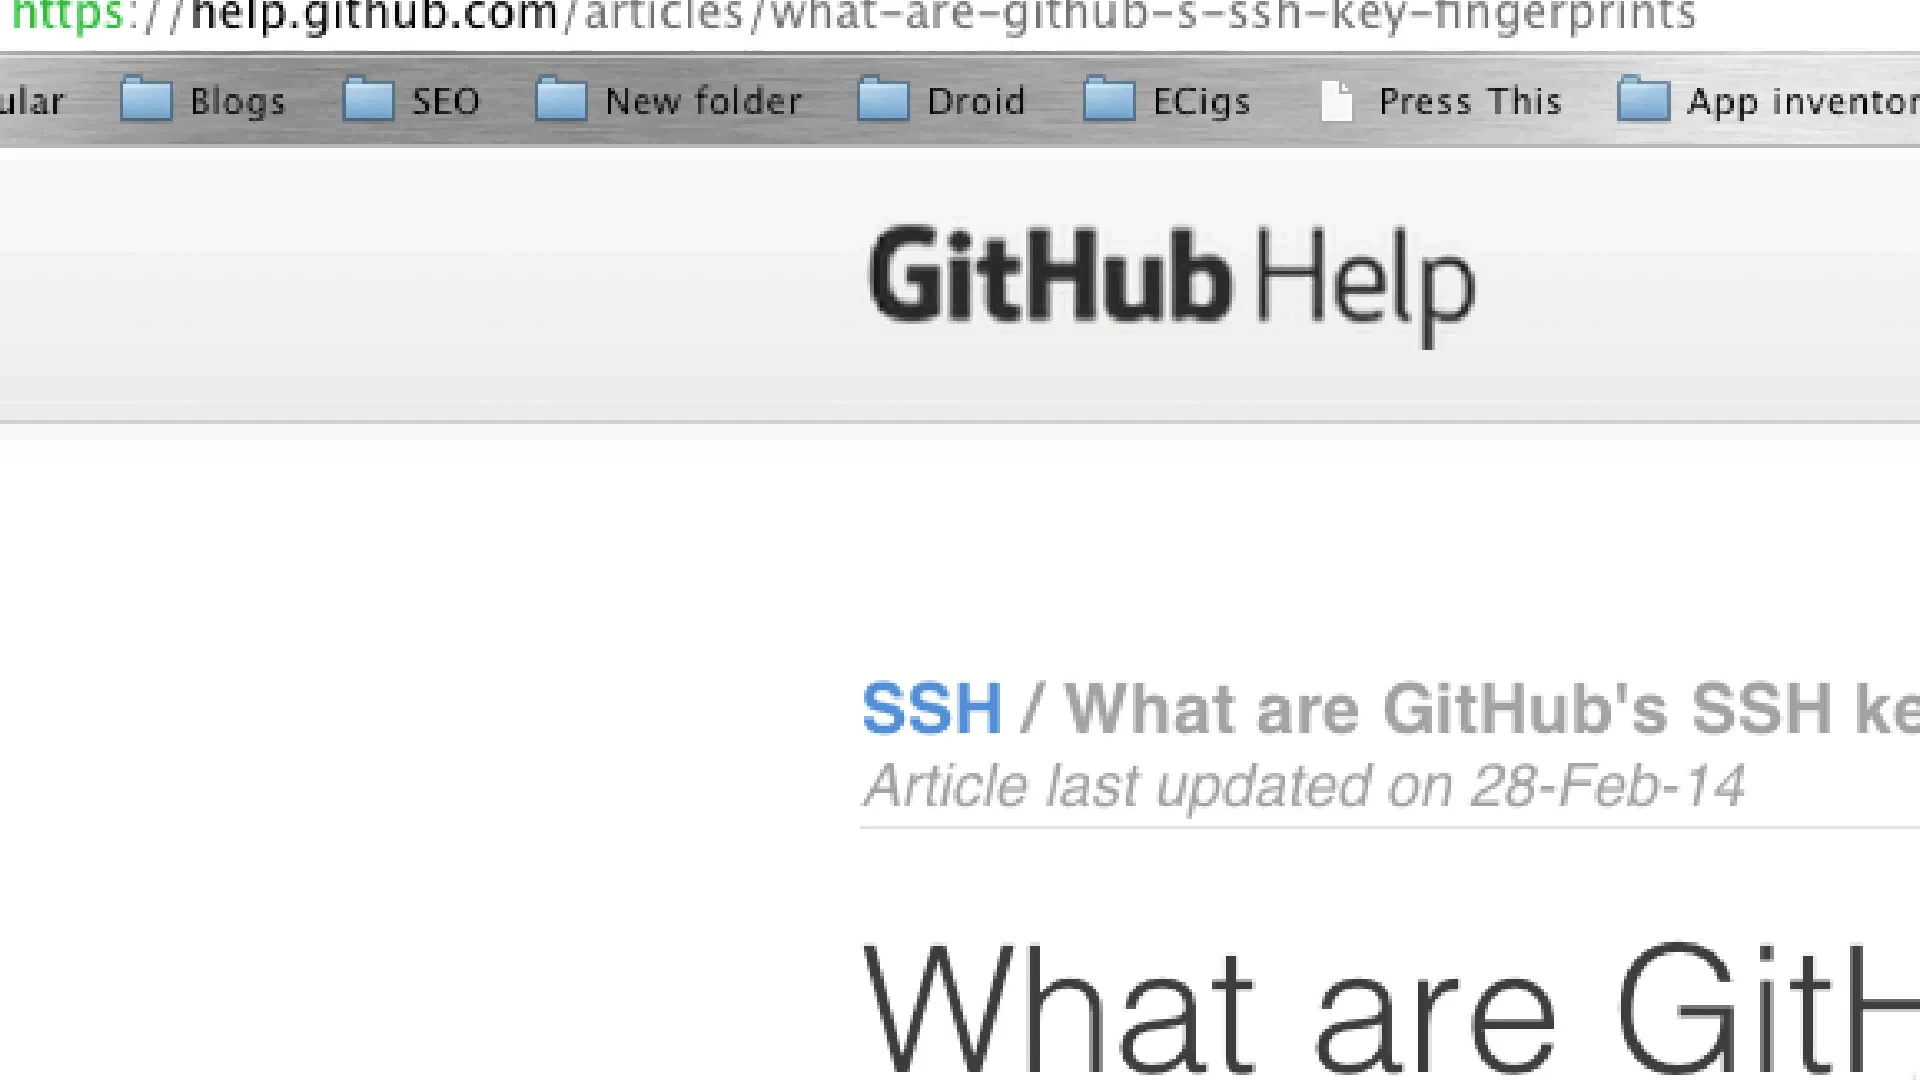 https://help.github.com/articles/what-are-github-s-ssh-key-fingerprints
ular Blogs SEO New folder Droid ECigs Press This App inventor
GitHub Help
SSH / What are GitHub's SSH ke
Article last updated on 28-Feb-14
What are GitH